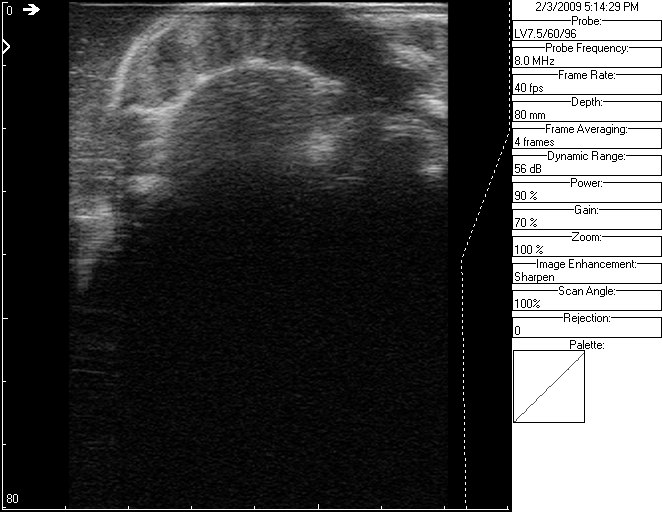 0
80
2/3/2009 5:14:29 PM
Probe:
LV7.5/60/96
Probe Frequency:
8.0 MHz
Frame Rate:
40 fps
Depth:
80 mm
Frame Averaging:
4 frames
Dynamic Range:
56 dB
Power:
90 %
Gain:
70 %
Zoom:
100 %
Image Enhancement:
Sharpen
Scan Angle:
100%
Rejection:
0
Palette: